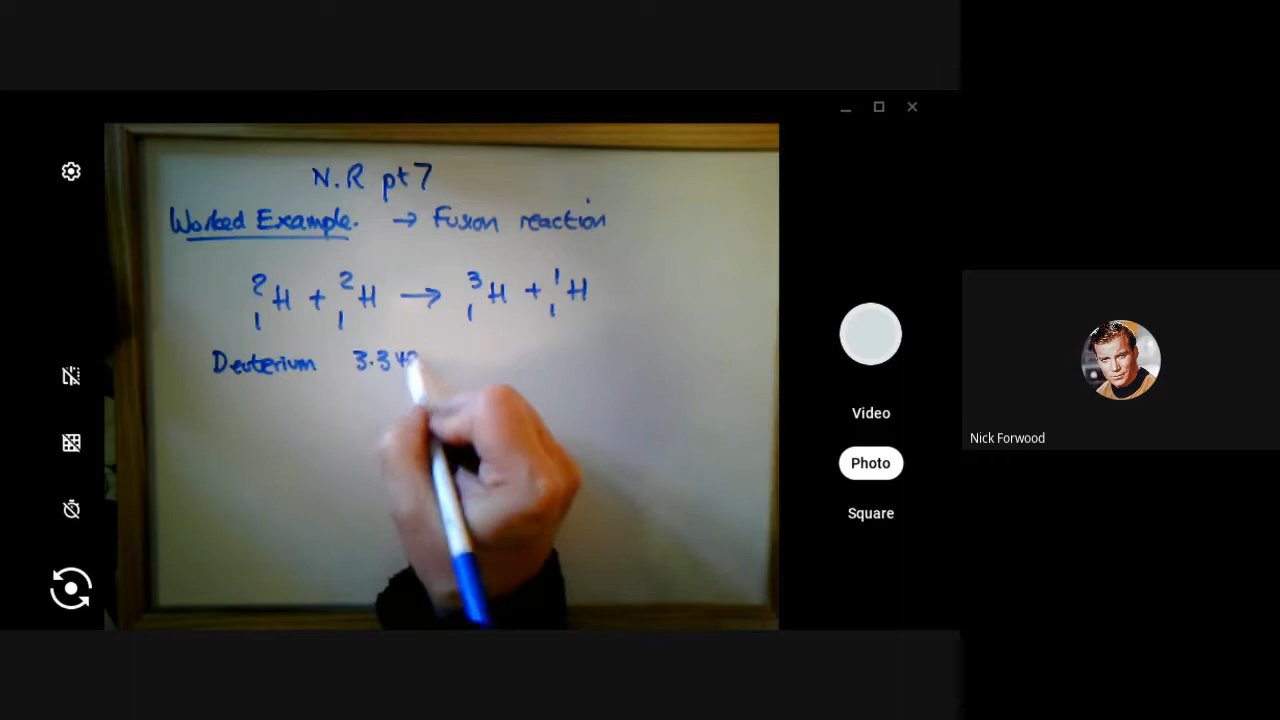 N.R pt 7
Worked Example. → Fusion reaction
²₁H + ²₁H → ³₁H + ¹₁H
Deuterium 3.34
Video
Photo
Square
Nick Forwood